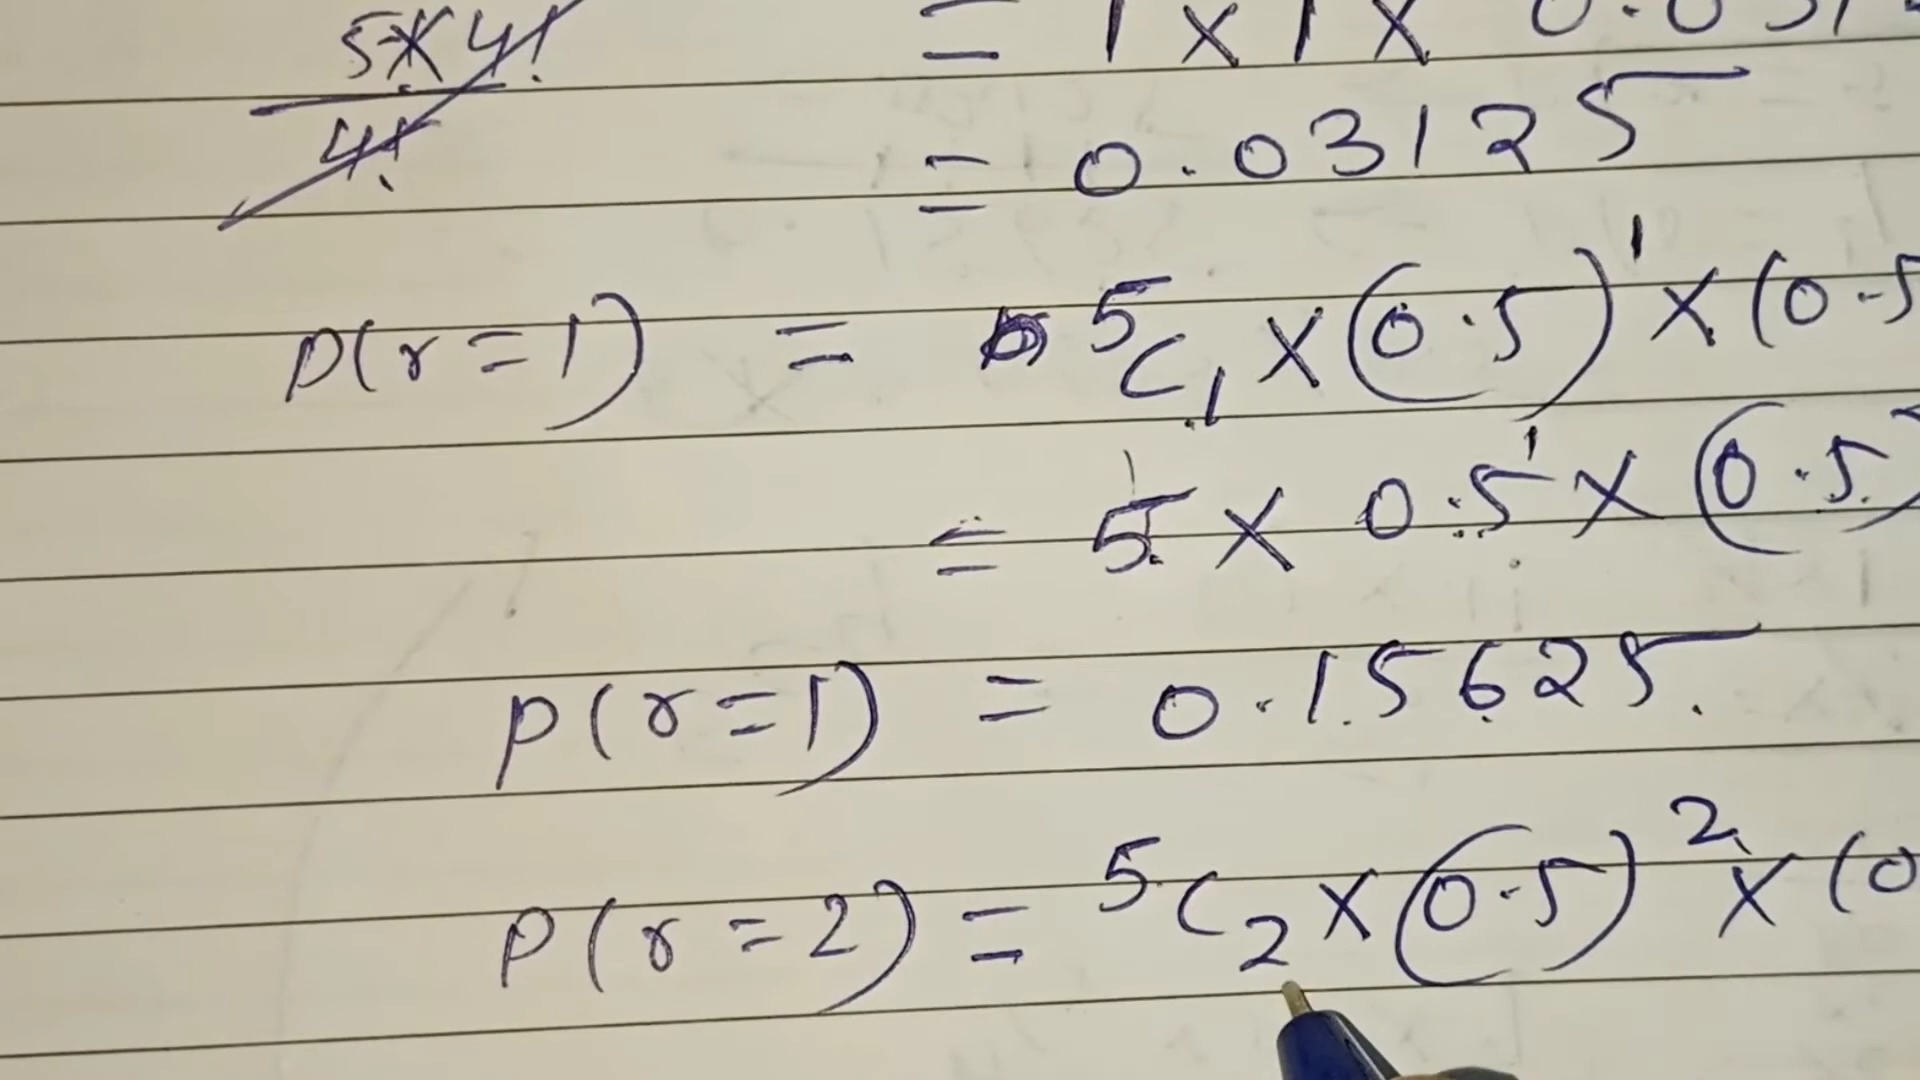 5×4!
4!
= 1 × 1 × 0.031
= 0.03125
P(r=1) = ⁵C₁ × (0.5)¹ × (0.5
= 5 × 0.5¹ × (0.5)
P(r=1) = 0.15625.
P(r=2) = ⁵C₂ × (0.5)² × (0